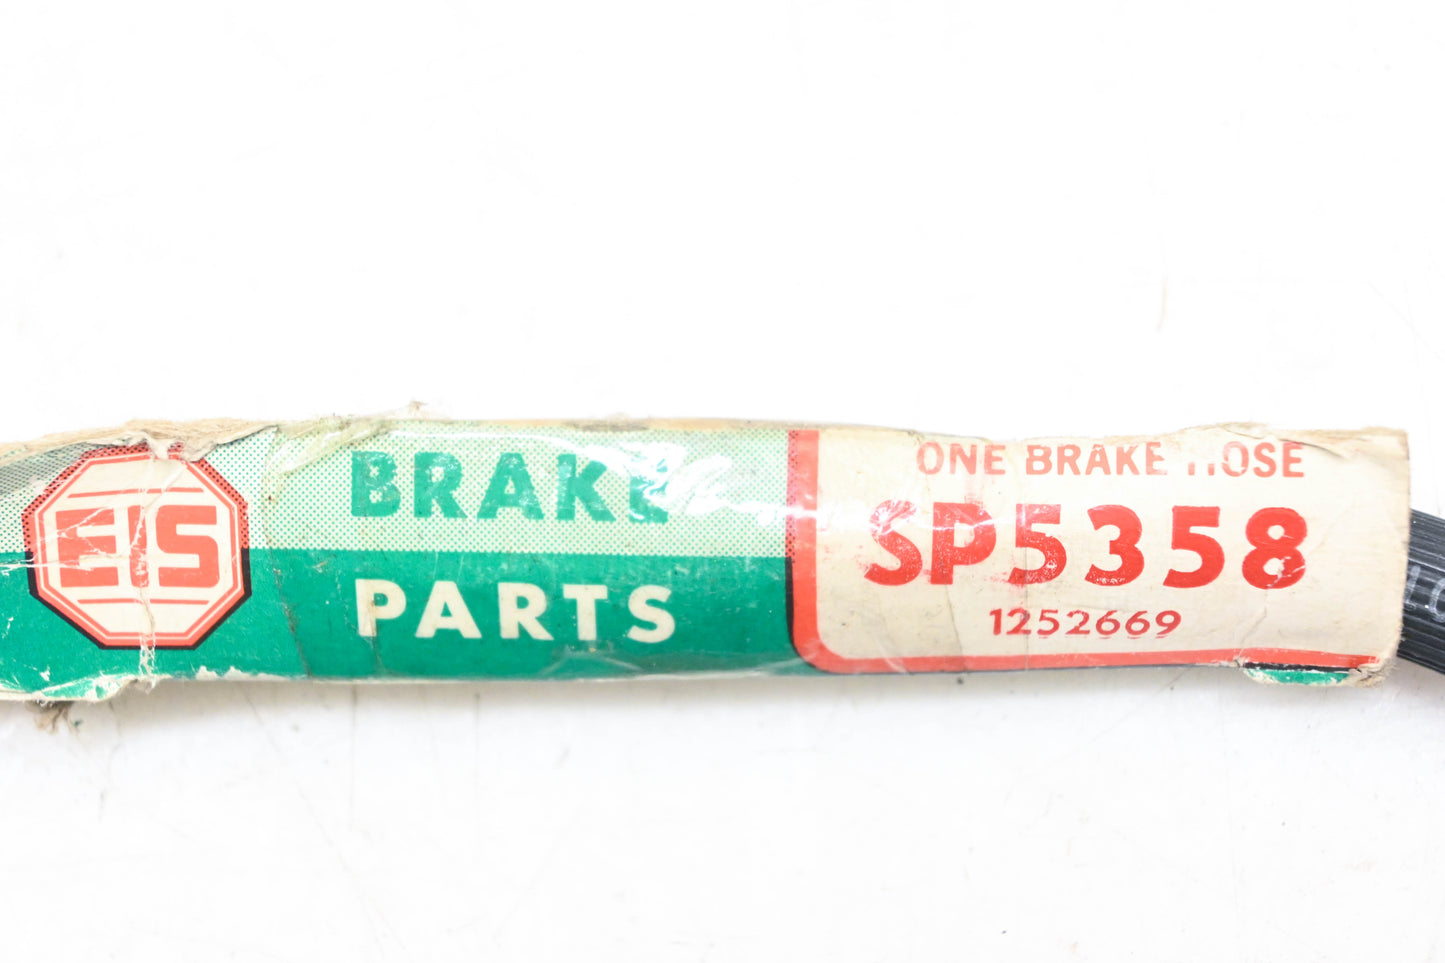 EIS
BRAKE
PARTS
ONE BRAKE HOSE
SP5358
1252669